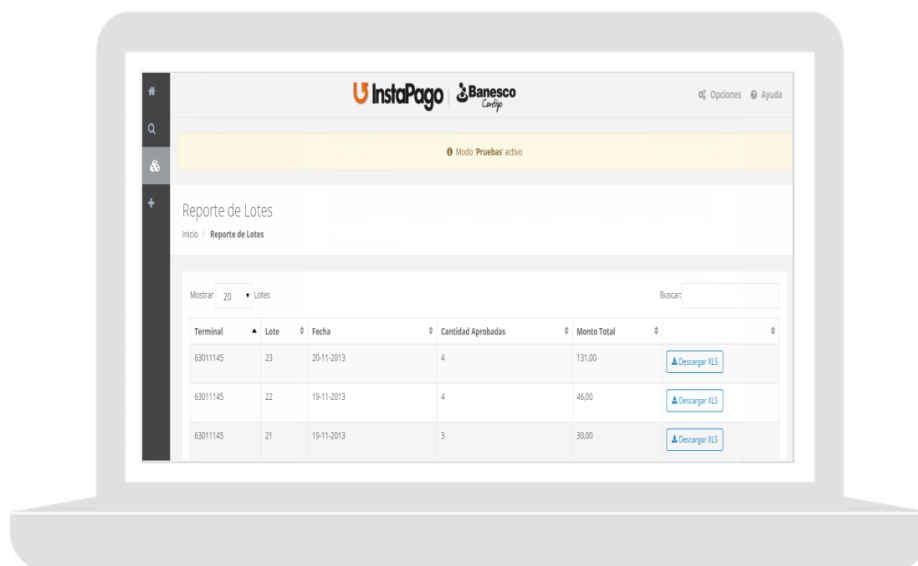 InstaPago Banesco
Contigo
Opciones Ayuda
Modo 'Pruebas' activo
Reporte de Lotes
Inicio / Reporte de Lotes
Mostrar 20 Lotes Buscar:
Terminal Lote Fecha Cantidad Aprobadas Monto Total
63011145 23 20-11-2013 4 131,00 Descargar XLS
63011145 22 19-11-2013 4 46,00 Descargar XLS
63011145 21 19-11-2013 3 30,00 Descargar XLS